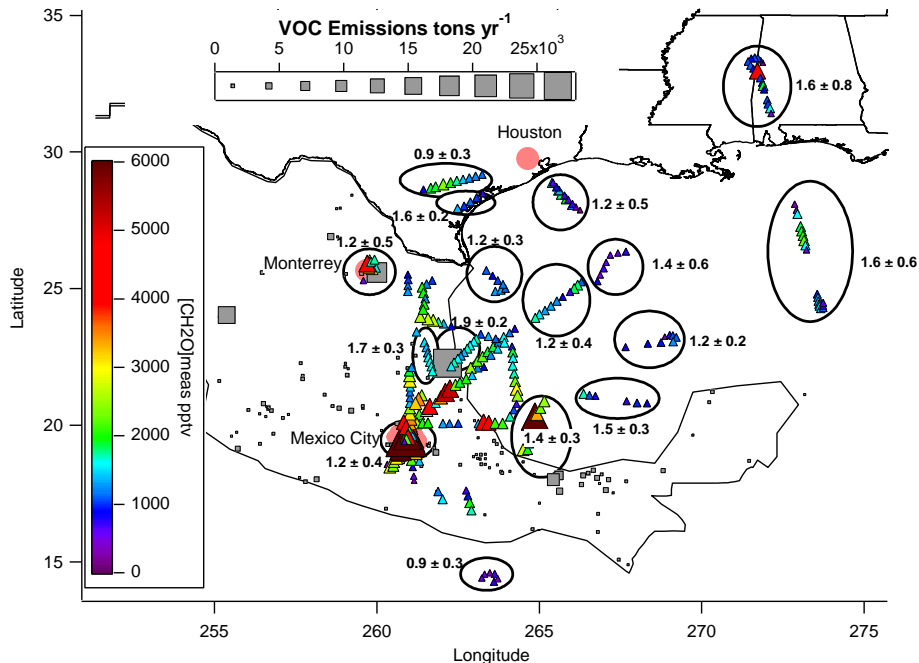 VOC Emissions tons yr-1
0 5 10 15 20 25x10³
35
30
25
20
15
Latitude
6000
5000
4000
3000
2000
1000
0
[CH2O]meas pptv
Houston
Monterrey
Mexico City
1.6 ± 0.8
0.9 ± 0.3
1.6 ± 0.2
1.2 ± 0.5
1.2 ± 0.5
1.2 ± 0.3
1.4 ± 0.6
1.6 ± 0.6
1.9 ± 0.2
1.7 ± 0.3
1.2 ± 0.4
1.2 ± 0.2
1.5 ± 0.3
1.4 ± 0.3
1.2 ± 0.4
0.9 ± 0.3
255 260 265 270 275
Longitude